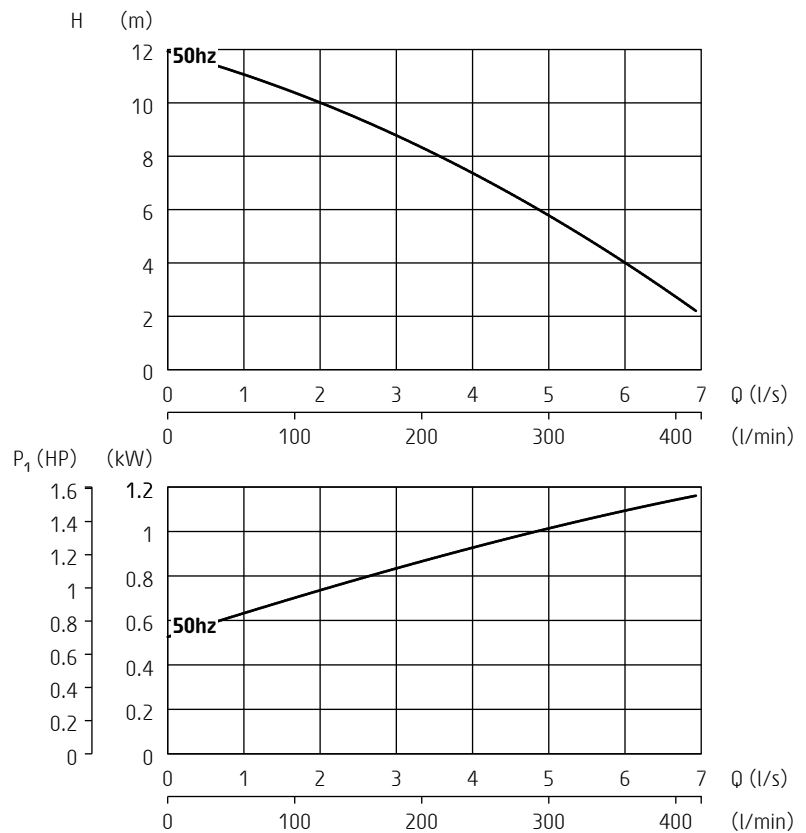 H (m)
12
50hz
10
8
6
4
2
0
0 1 2 3 4 5 6 7 Q (l/s)
0 100 200 300 400 (l/min)
P₁ (HP) (kW)
1.6 1.2
1.4 1
1.2
1 0.8
0.8 0.6 50hz
0.6
0.4 0.4
0.2 0.2
0 0
0 1 2 3 4 5 6 7 Q (l/s)
0 100 200 300 400 (l/min)